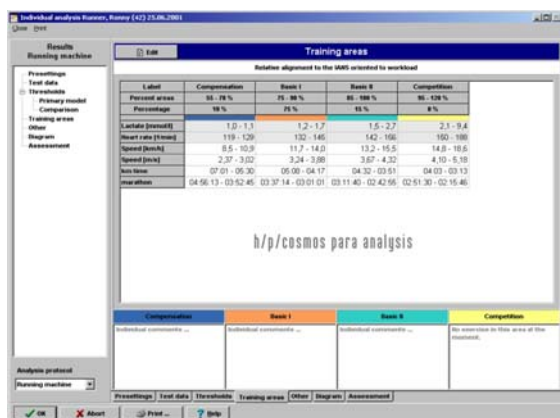 Individual analysis Runner, Ronny (42) 25.06.2001
Close Print
Results
Running machine
Presettings
Test data
Thresholds
Primary model
Comparison
Training areas
Other
Diagram
Assessment
Analysis protocol
Running machine
Edit
Training areas
Relative alignment to the IANS oriented to workload
Label Compensation Basic I Basic II Competition
Percent areas 55 - 70 % 75 - 90 % 85 - 100 % 95 - 120 %
Percentage 10 % 75 % 15 % 0 %
Lactate [mmol/l] 1,0 - 1,1 1,2 - 1,7 1,5 - 2,7 2,1 - 9,4
Heart rate [1/min] 119 - 129 132 - 145 142 - 156 150 - 188
Speed [km/h] 8,5 - 10,9 11,7 - 14,0 13,2 - 15,5 14,8 - 18,6
Speed [m/s] 2,37 - 3,02 3,24 - 3,88 3,67 - 4,32 4,10 - 5,18
km time 07:01 - 05:30 05:08 - 04:17 04:32 - 03:51 04:03 - 03:13
marathon 04:56:13 - 03:52:45 03:37:14 - 03:01:01 03:11:40 - 02:42:55 02:51:30 - 02:15:46
h/p/cosmos para analysis
Compensation Basic I Basic II Competition
Individual comments ... Individual comments ... Individual comments ... No exercise in this area at the
moment.
Presettings Test data Thresholds Training areas Other Diagram Assessment
OK Abort Print ... Help